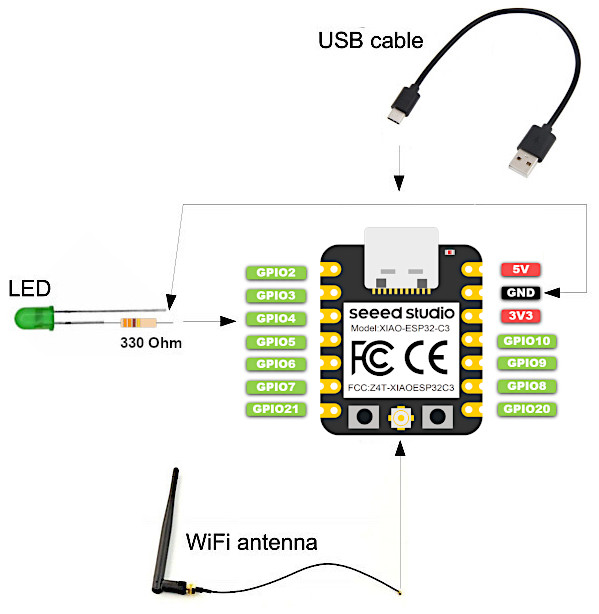 USB cable
LED
330 Ohm
GPIO2
GPIO3
GPIO4
GPIO5
GPIO6
GPIO7
GPIO21
seeed studio
Model:XIAO-ESP32-C3
FC CE
FCC:Z4T-XIAOESP32C3
5V
GND
3V3
GPIO10
GPIO9
GPIO8
GPIO20
WiFi antenna